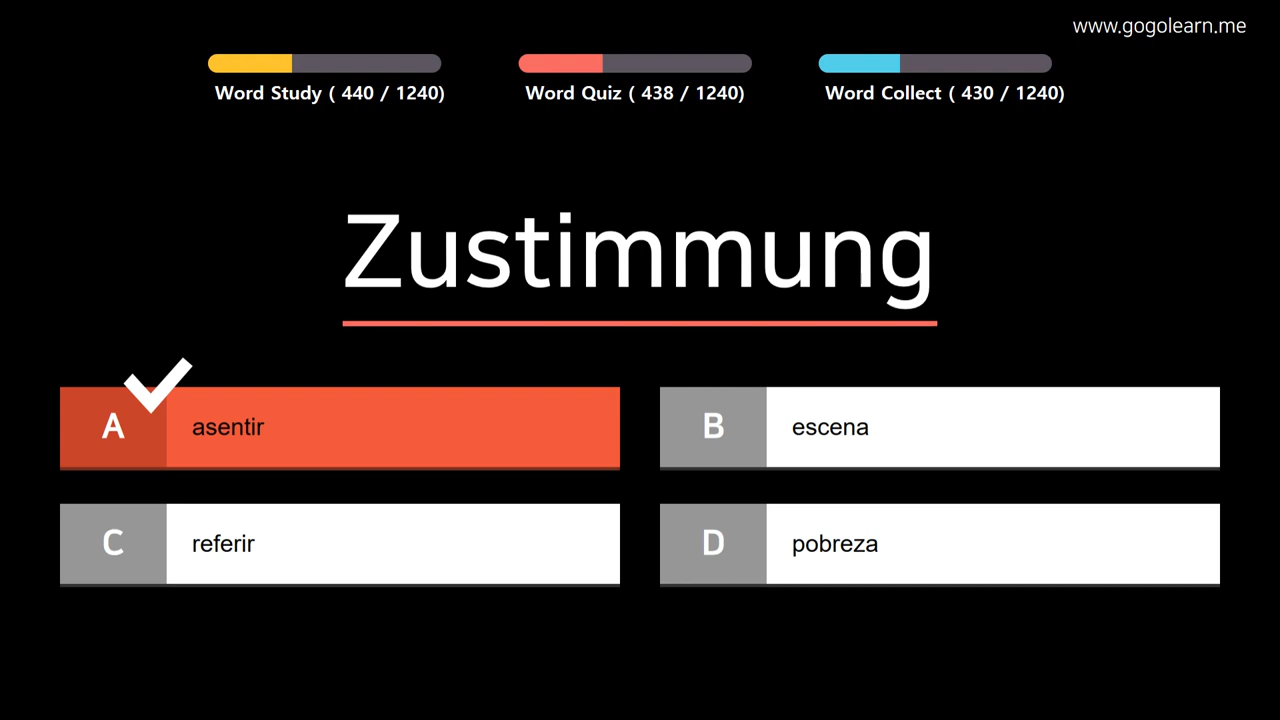 www.gogolearn.me
Word Study ( 440 / 1240)
Word Quiz ( 438 / 1240)
Word Collect ( 430 / 1240)
Zustimmung
A asentir
B escena
C referir
D pobreza